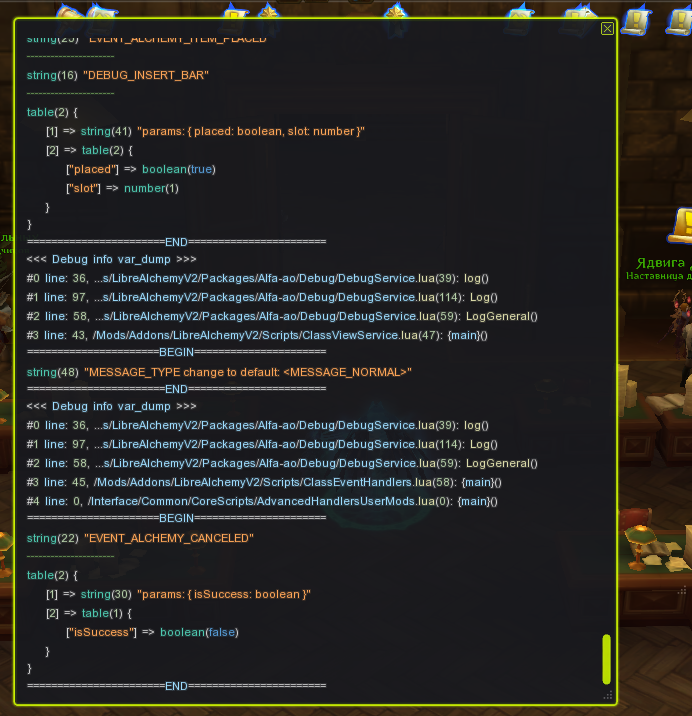 string(25) "EVENT_ALCHEMY_ITEM_PLACED
----------------------
string(16) "DEBUG_INSERT_BAR"
----------------------
table(2) {
[1] => string(41) "params: { placed: boolean, slot: number }"
[2] => table(2) {
["placed"] => boolean(true)
["slot"] => number(1)
}
}
=======================END=======================
<<< Debug info var_dump >>>
#0 line: 36, ...s/LibreAlchemyV2/Packages/Alfa-ao/Debug/DebugService.lua(39): log()
#1 line: 97, ...s/LibreAlchemyV2/Packages/Alfa-ao/Debug/DebugService.lua(114): Log()
#2 line: 58, ...s/LibreAlchemyV2/Packages/Alfa-ao/Debug/DebugService.lua(59): LogGeneral()
#3 line: 43, /Mods/Addons/LibreAlchemyV2/Scripts/ClassViewService.lua(47): {main}()
======================BEGIN======================
string(48) "MESSAGE_TYPE change to default: <MESSAGE_NORMAL>"
=======================END=======================
<<< Debug info var_dump >>>
#0 line: 36, ...s/LibreAlchemyV2/Packages/Alfa-ao/Debug/DebugService.lua(39): log()
#1 line: 97, ...s/LibreAlchemyV2/Packages/Alfa-ao/Debug/DebugService.lua(114): Log()
#2 line: 58, ...s/LibreAlchemyV2/Packages/Alfa-ao/Debug/DebugService.lua(59): LogGeneral()
#3 line: 45, /Mods/Addons/LibreAlchemyV2/Scripts/ClassEventHandlers.lua(58): {main}()
#4 line: 0, /Interface/Common/CoreScripts/AdvancedHandlersUserMods.lua(0): {main}()
======================BEGIN======================
string(22) "EVENT_ALCHEMY_CANCELED"
----------------------
table(2) {
[1] => string(30) "params: { isSuccess: boolean }"
[2] => table(1) {
["isSuccess"] => boolean(false)
}
}
=======================END=======================
Ядвига
Наставница